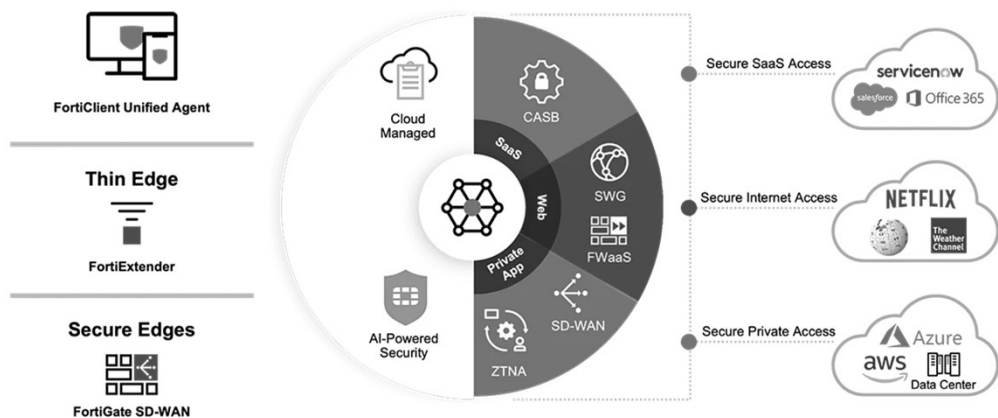 FortiClient Unified Agent
Thin Edge
FortiExtender
Secure Edges
FortiGate SD-WAN
Cloud
Managed
AI-Powered
Security
CASB
SaaS
SWG
Web
FWaaS
Private
App
SD-WAN
ZTNA
Secure SaaS Access
servicenow
salesforce
Office 365
Secure Internet Access
NETFLIX
The
Weather
Channel
Secure Private Access
Azure
aws
Data Center